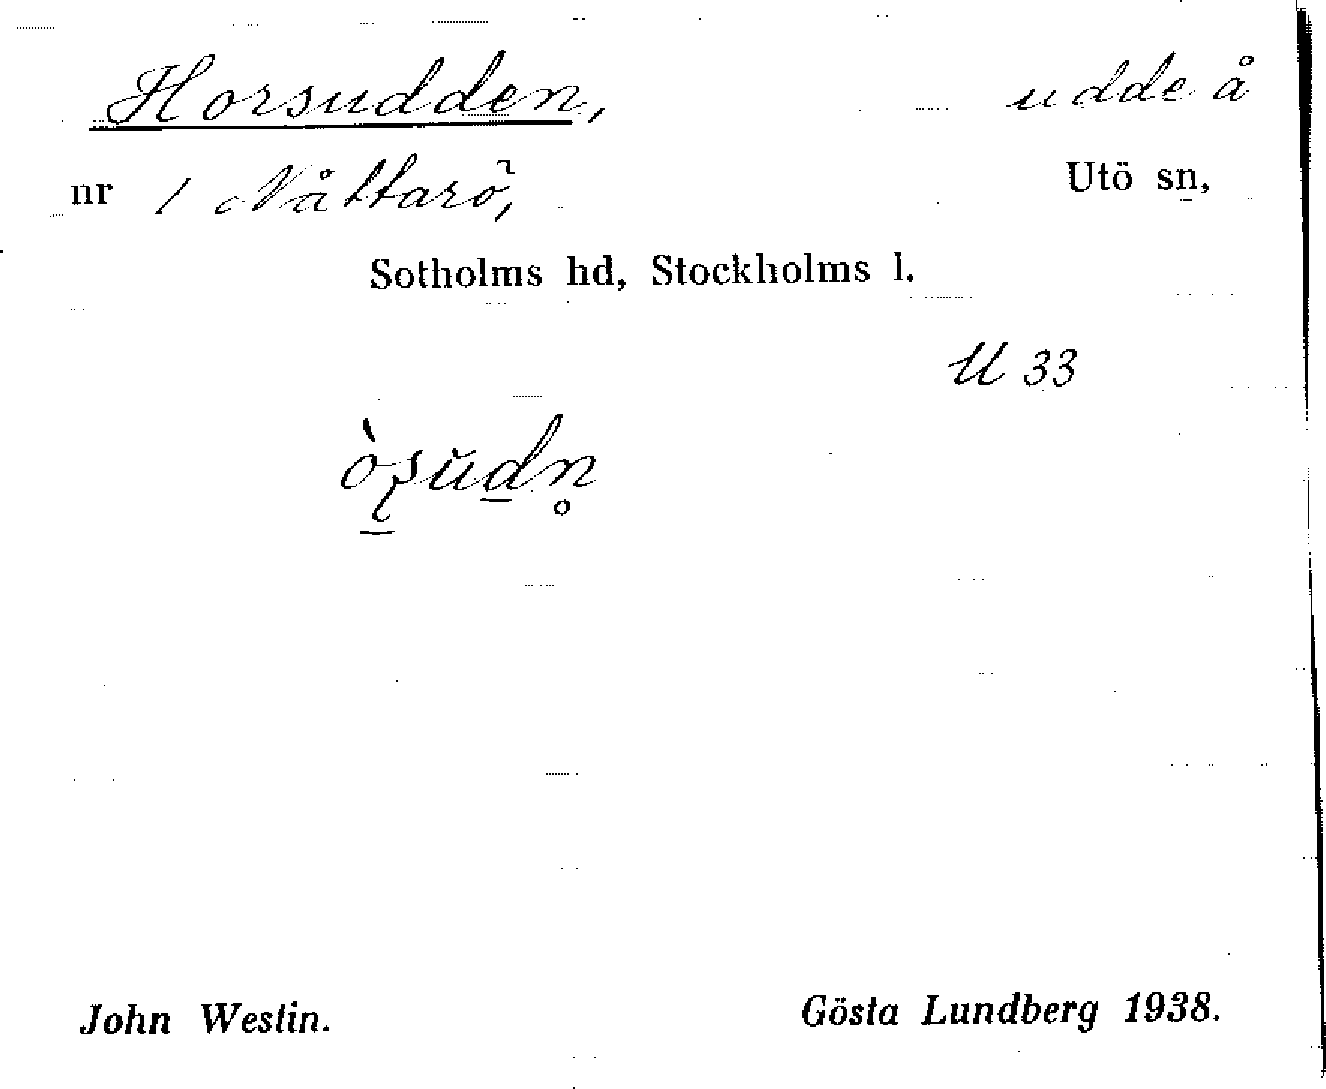 Horsudden, udde å
nr 1 Nåttarö, Utö sn,
Sotholms hd, Stockholms l.
U 33
John Westin. Gösta Lundberg 1938.